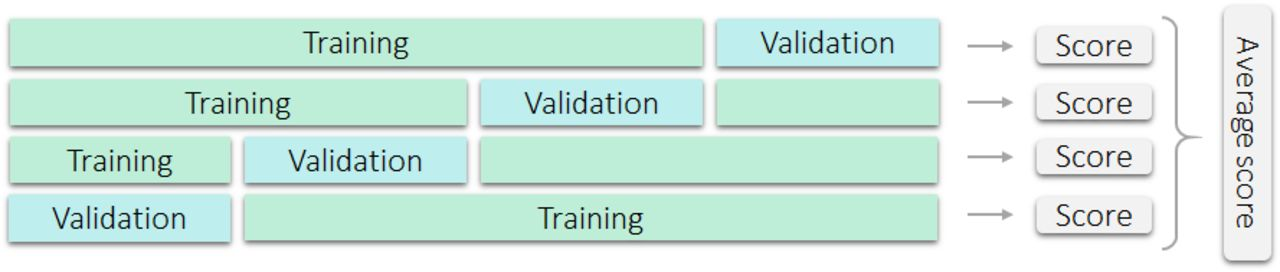 Training Validation Score
Training Validation Score
Training Validation Score
Validation Training Score
Average score